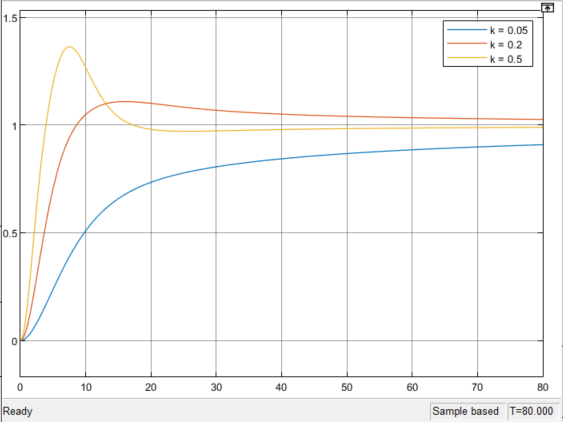 1.5
k = 0.05
k = 0.2
k = 0.5
1
0.5
0
0 10 20 30 40 50 60 70 80
Ready Sample based T=80.000